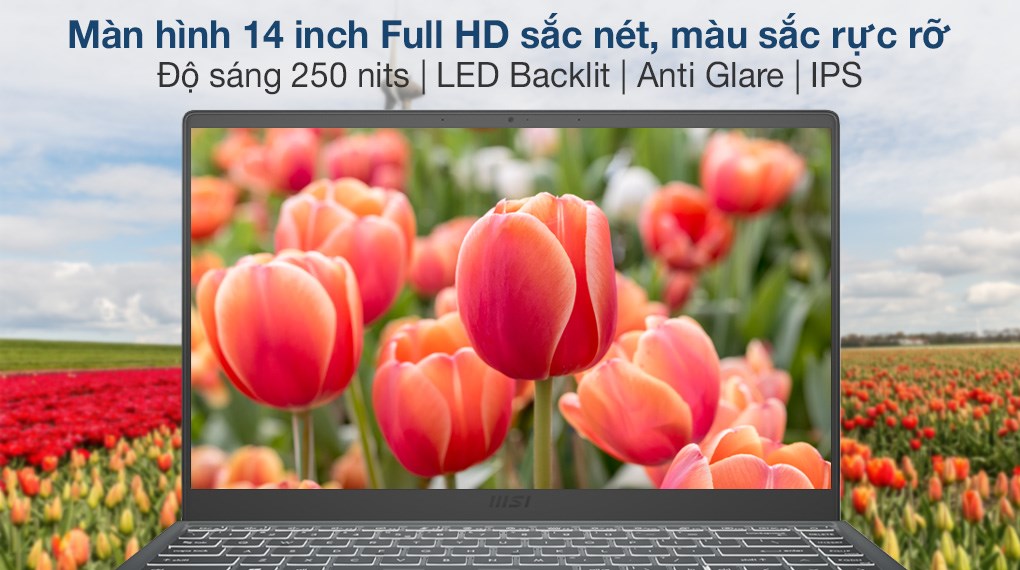 Màn hình 14 inch Full HD sắc nét, màu sắc rực rỡ
Độ sáng 250 nits | LED Backlit | Anti Glare | IPS
msi